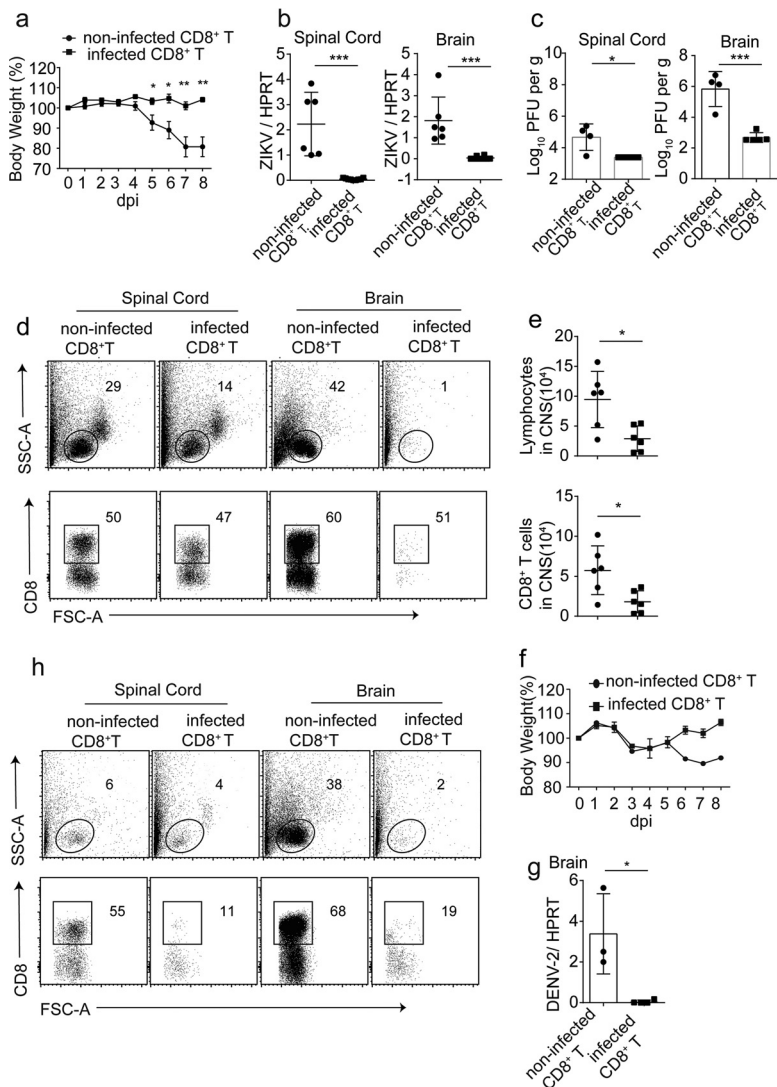 a
non-infected CD8⁺ T
infected CD8⁺ T
Body Weight (%)
120
110
100
90
80
70
* * ** **
0 1 2 3 4 5 6 7 8
dpi
b
Spinal Cord
***
ZIKV / HPRT
5
4
3
2
1
0
non-infected
CD8⁺ T
infected
CD8⁺T
Brain
***
ZIKV / HPRT
5
4
3
2
1
0
-1
non-infected
CD8⁺T
infected
CD8⁺T
c
Spinal Cord
*
Log₁₀ PFU per g
10
8
6
4
2
non-infected
CD8⁺ T
infected
CD8⁺ T
Brain
***
Log₁₀ PFU per g
8
6
4
2
0
non-infected
CD8⁺T
infected
CD8⁺T
d
Spinal Cord
Brain
non-infected
CD8⁺T
infected
CD8⁺ T
non-infected
CD8⁺T
infected
CD8⁺ T
SSC-A
29
14
42
1
CD8
50
47
60
51
FSC-A
e
Lymphocytes
in CNS(10⁴)
20
15
10
5
0
*
CD8⁺ T cells
in CNS(10⁴)
15
10
5
0
*
h
Spinal Cord
Brain
non-infected
CD8⁺T
infected
CD8⁺ T
non-infected
CD8⁺T
infected
CD8⁺ T
SSC-A
6
4
38
2
CD8
55
11
68
19
FSC-A
f
non-infected CD8⁺ T
infected CD8⁺ T
Body Weight(%)
120
110
100
90
80
0 1 2 3 4 5 6 7 8
dpi
g
Brain
*
DENV-2/ HPRT
6
4
2
0
non-infected
CD8⁺ T
infected
CD8⁺ T